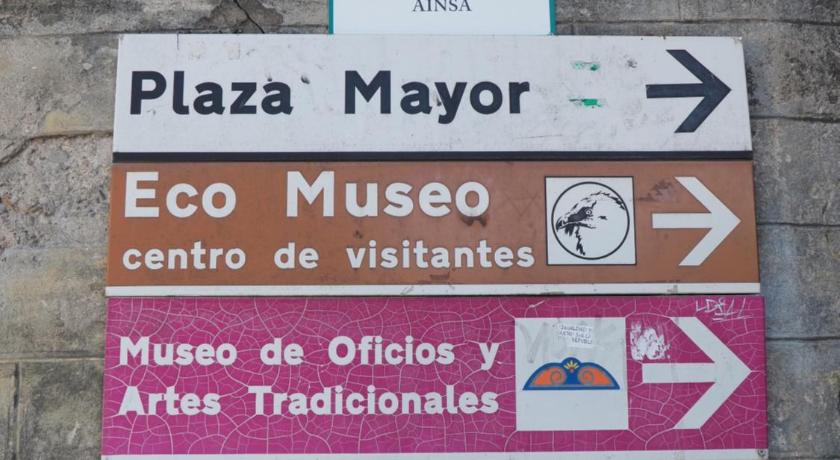 AINSA
Plaza Mayor
Eco Museo
centro de visitantes
Museo de Oficios y
Artes Tradicionales